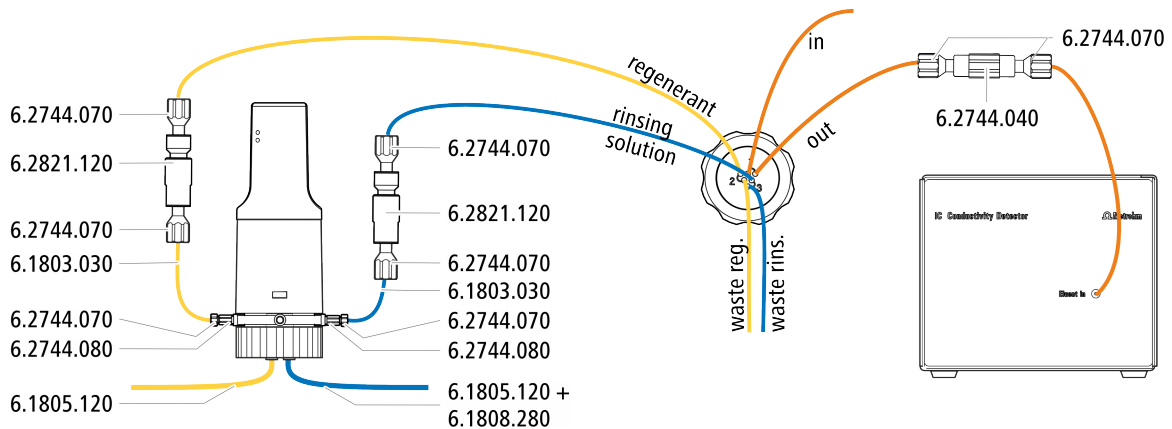 in
6.2744.070
regenerant
6.2744.070
6.2744.040
rinsing
solution
out
6.2744.070
6.2821.120
2
3
6.2821.120
IC Conductivity Detector
Metrohm
6.2744.070
6.2744.070
6.1803.030
6.1803.030
waste reg.
waste rins.
Eluent in
6.2744.070
6.2744.070
6.2744.080
6.2744.080
6.1805.120
6.1805.120 +
6.1808.280